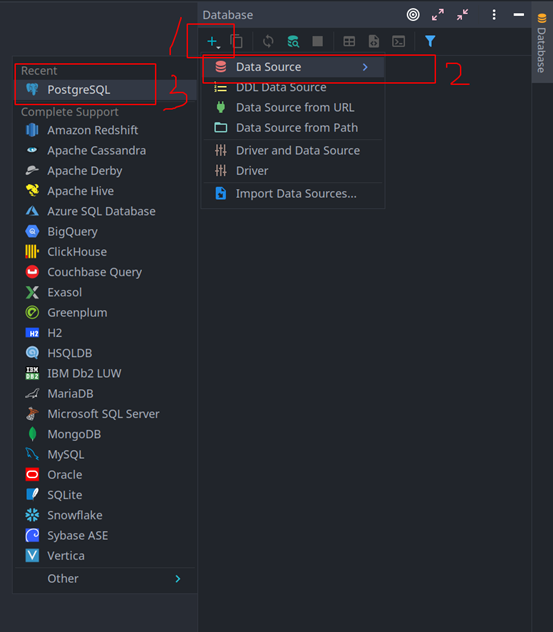 Database
Database
1
2
3
Data Source
DDL Data Source
Data Source from URL
Data Source from Path
Driver and Data Source
Driver
Import Data Sources...
Recent
PostgreSQL
Complete Support
Amazon Redshift
Apache Cassandra
Apache Derby
Apache Hive
Azure SQL Database
BigQuery
ClickHouse
Couchbase Query
Exasol
Greenplum
H2
H2
HSQLDB
IBM
DB2
IBM Db2 LUW
MariaDB
Microsoft SQL Server
MongoDB
MySQL
Oracle
SQLite
Snowflake
Sybase ASE
V
Vertica
Other